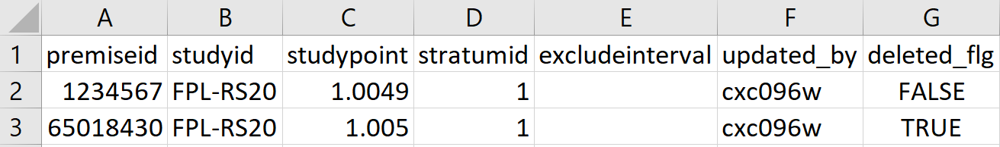 A B C D E F G
1 premiseid studyid studypoint stratumid excludeinterval updated_by deleted_flg
2 1234567 FPL-RS20 1.0049 1 cxc096w FALSE
3 65018430 FPL-RS20 1.005 1 cxc096w TRUE